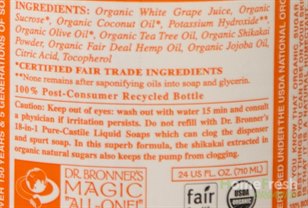 INGREDIENTS: Organic White Grape Juice, Organic
Sucrose*, Organic Coconut Oil*, Potassium Hydroxide**,
Organic Olive Oil*, Organic Tea Tree Oil, Organic Shikakai
Powder, Organic Fair Deal Hemp Oil, Organic Jojoba Oil,
Citric Acid, Tocopherol
*CERTIFIED FAIR TRADE INGREDIENTS
**None remains after saponifying oils into soap and glycerin.
100% Post-Consumer Recycled Bottle
Caution: Keep out of eyes: wash out with water 15 min and consult
a physician if irritation persists. Do not refill with Dr. Bronner's
18-in-1 Pure-Castile Liquid Soaps which can clog the dispenser
and spurt soap. In this superb formula, the shikakai extracted in
organic natural sugars also keeps the pump from clogging.
DR. BRONNER'S
MAGIC
"ALL-ONE!"
24 US FL. OZ. (710 ML)
fair
USDA
ORGANIC